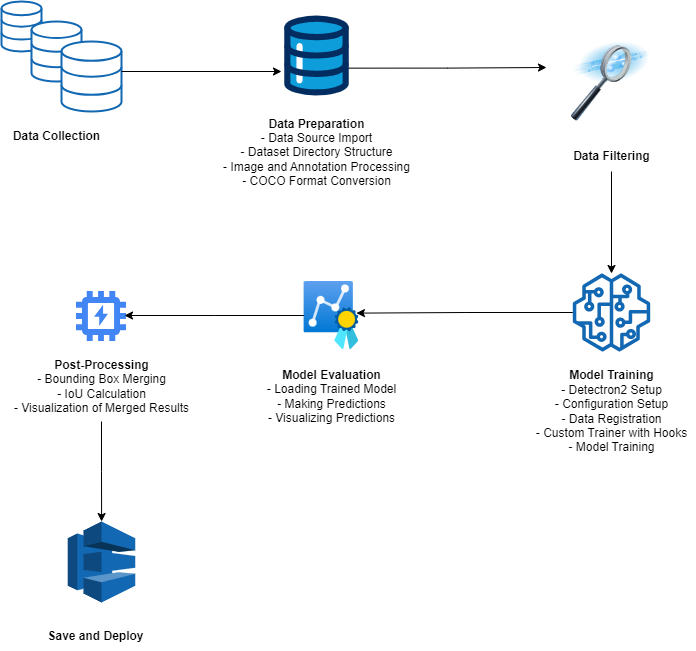 Data Collection
Data Preparation
- Data Source Import
- Dataset Directory Structure
- Image and Annotation Processing
- COCO Format Conversion
Data Filtering
Post-Processing
- Bounding Box Merging
- IoU Calculation
- Visualization of Merged Results
Model Evaluation
- Loading Trained Model
- Making Predictions
- Visualizing Predictions
Model Training
- Detectron2 Setup
- Configuration Setup
- Data Registration
- Custom Trainer with Hooks
- Model Training
Save and Deploy